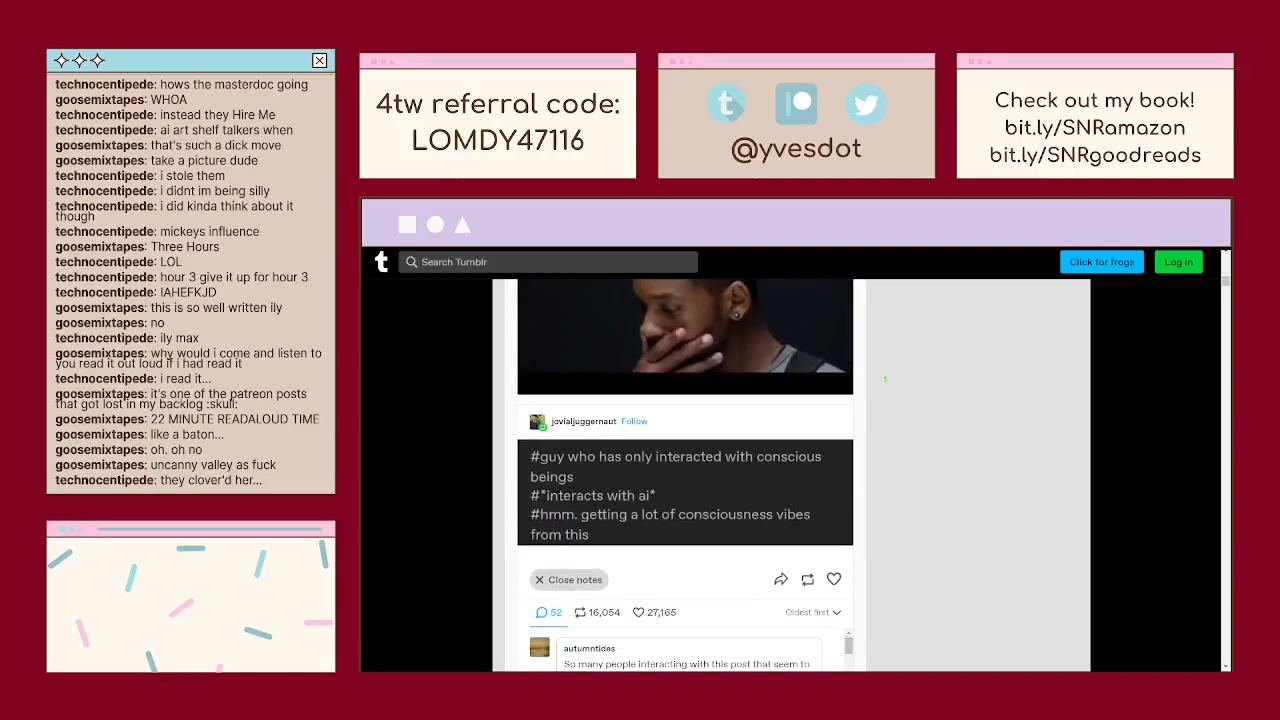 technocentipede: hows the masterdoc going
goosemixtapes: WHOA
technocentipede: instead they Hire Me
technocentipede: ai art shelf talkers when
goosemixtapes: that's such a dick move
goosemixtapes: take a picture dude
technocentipede: i stole them
technocentipede: i didnt im being silly
technocentipede: i did kinda think about it
though
technocentipede: mickeys influence
goosemixtapes: Three Hours
technocentipede: LOL
technocentipede: hour 3 give it up for hour 3
technocentipede: IAHEFKJD
goosemixtapes: this is so well written ily
goosemixtapes: no
technocentipede: ily max
goosemixtapes: why would i come and listen to
you read it out loud if i had read it
technocentipede: i read it...
goosemixtapes: it's one of the patreon posts
that got lost in my backlog :skull:
goosemixtapes: 22 MINUTE READALOUD TIME
goosemixtapes: like a baton...
goosemixtapes: oh. oh no
goosemixtapes: uncanny valley as fuck
technocentipede: they clover'd her...
4tw referral code:
LOMDY47116
@yvesdot
Check out my book!
bit.ly/SNRamazon
bit.ly/SNRgoodreads
t Search Tumblr
Click for frogs
Log in
jovialjuggernaut Follow
#guy who has only interacted with conscious
beings
#*interacts with ai*
#hmm. getting a lot of consciousness vibes
from this
Close notes
52 16,054 27,165 Oldest first
autumntides
So many people interacting with this post that seem to